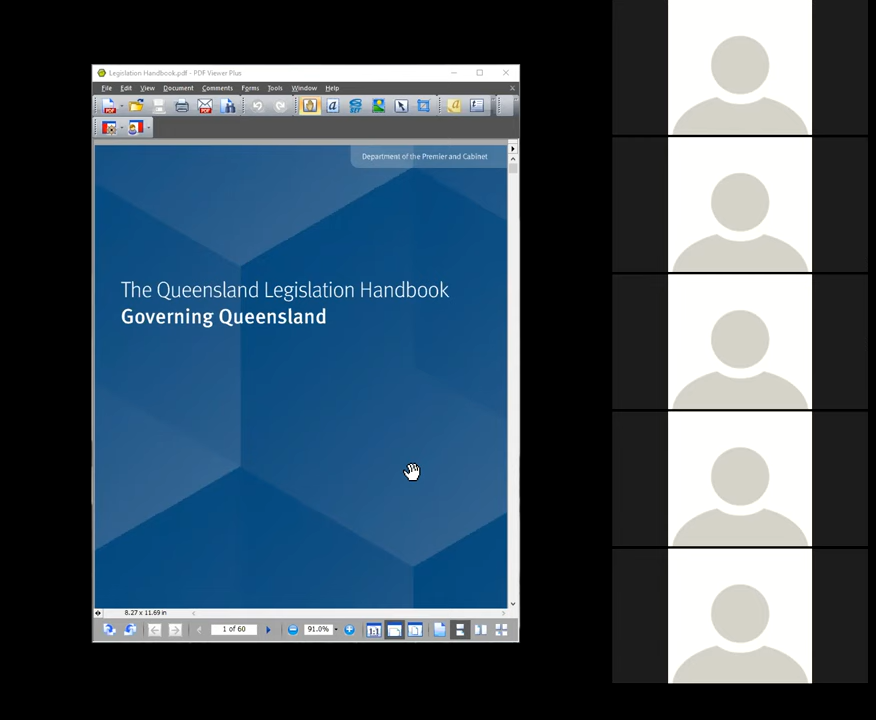 Legislation Handbook.pdf - PDF Viewer Plus
File Edit View Document Comments Forms Tools Window Help
Department of the Premier and Cabinet
The Queensland Legislation Handbook
Governing Queensland
8.27 x 11.69 in
1 of 60
91.0%